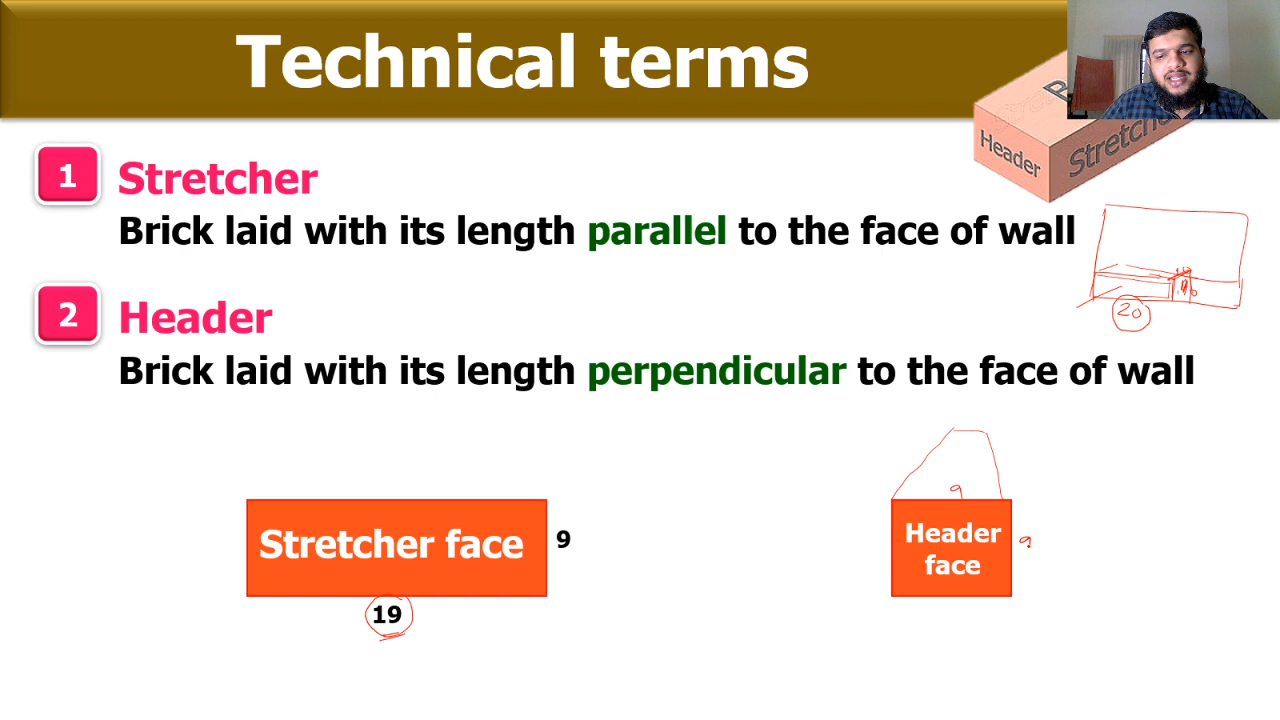 Technical terms
Header
Stretche
1
Stretcher
Brick laid with its length parallel to the face of wall
20
2
Header
Brick laid with its length perpendicular to the face of wall
9
Stretcher face
9
Header
face
9
19